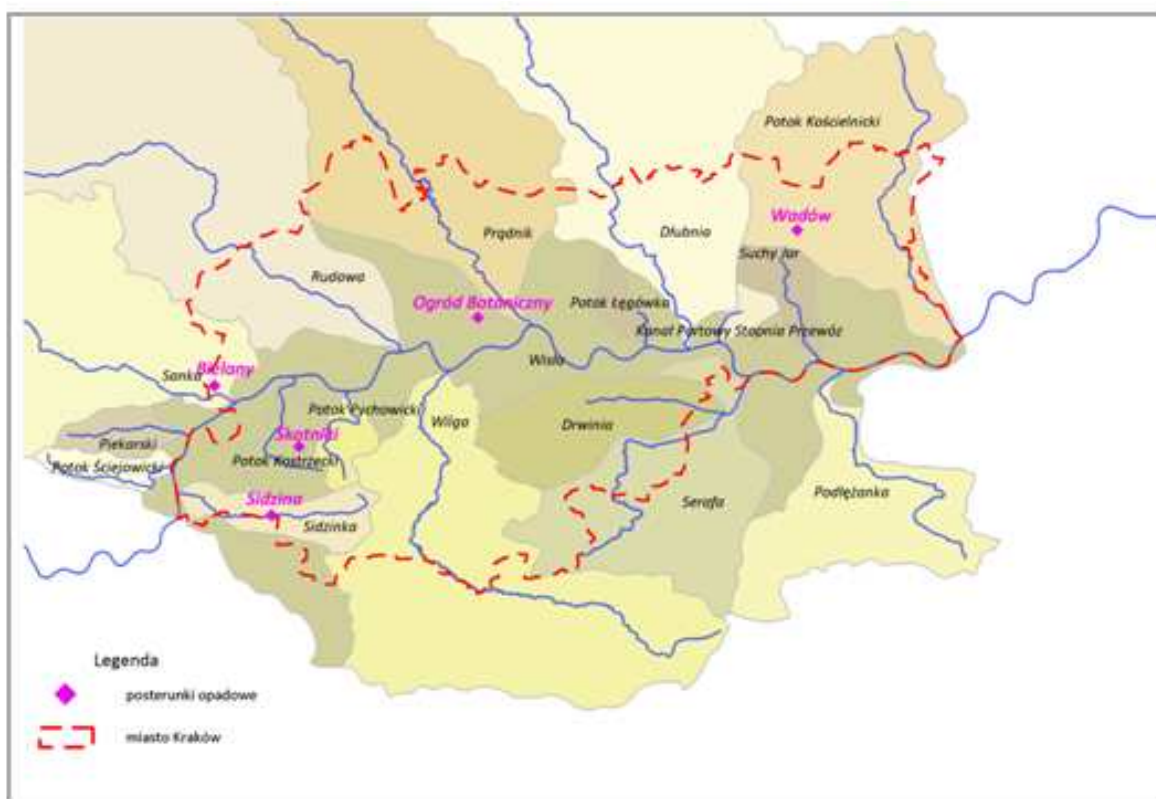 Potok Kościelnicki
Wadów
Prądnik
Dłubnia
Suchy Jar
Rudawa
Ogród Botaniczny
Potok Łęgówka
Kanał Portowy Stopnia Przewóz
Wisła
Bielany
Sanka
Potok Pychowicki
Wilga
Drwinia
Piekarski
Skotniki
Potok Kostrzecki
Potok Ściejowicki
Sidzina
Sidzinka
Serafa
Podłężanka
Legenda
posterunki opadowe
miasto Kraków